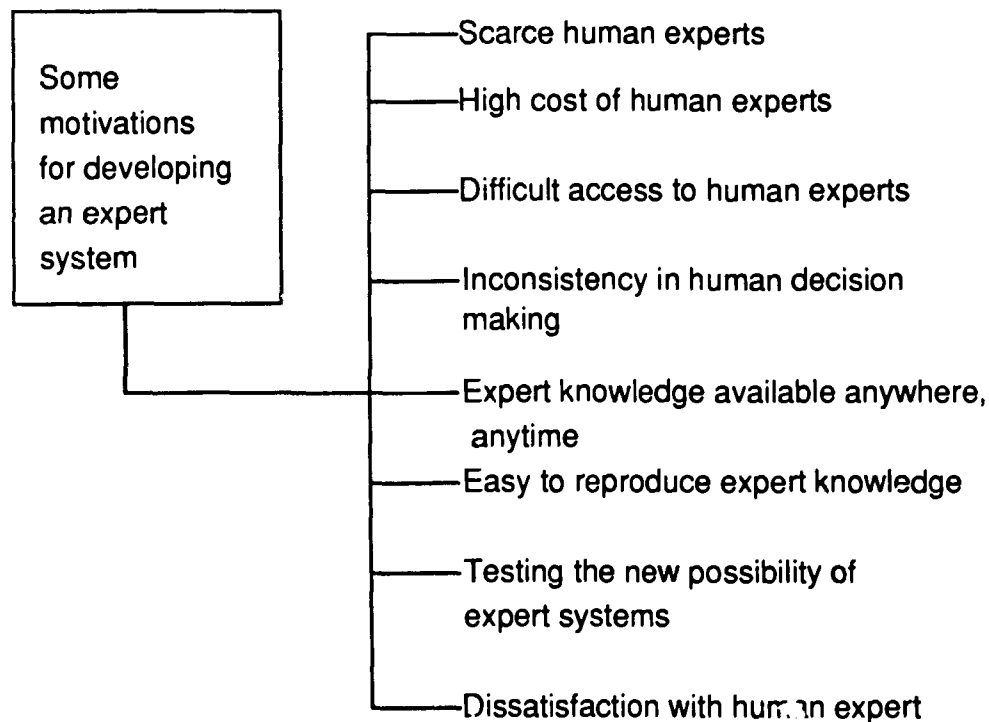 Some
motivations
for developing
an expert
system
Scarce human experts
High cost of human experts
Difficult access to human experts
Inconsistency in human decision
making
Expert knowledge available anywhere,
anytime
Easy to reproduce expert knowledge
Testing the new possibility of
expert systems
Dissatisfaction with human expert